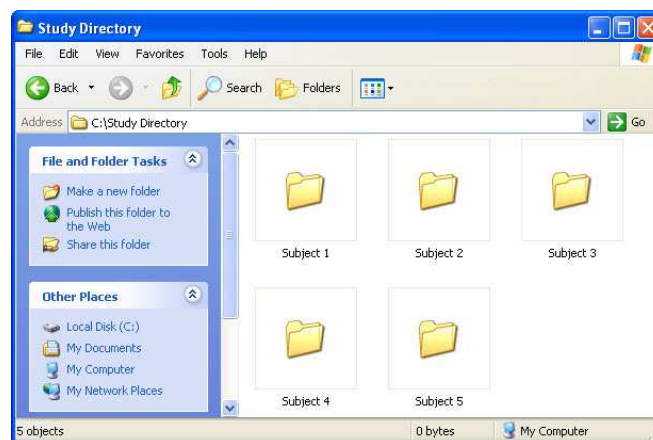 Study Directory
File Edit View Favorites Tools Help
Back Search Folders
Address C:\Study Directory Go
File and Folder Tasks
Make a new folder
Publish this folder to
the Web
Share this folder
Other Places
Local Disk (C:)
My Documents
My Computer
My Network Places
Subject 1 Subject 2 Subject 3
Subject 4 Subject 5
5 objects 0 bytes My Computer